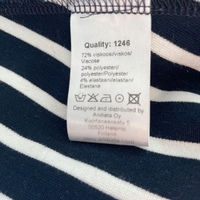 Quality: 1246
72% viskoosi/viskos/
Viscose
24% polyesteri/
polyester/Polyester
4% elastaani/elastan/
Elastane
Designed and distributed by
Andiata Oy
00520 Helsinki
Finland